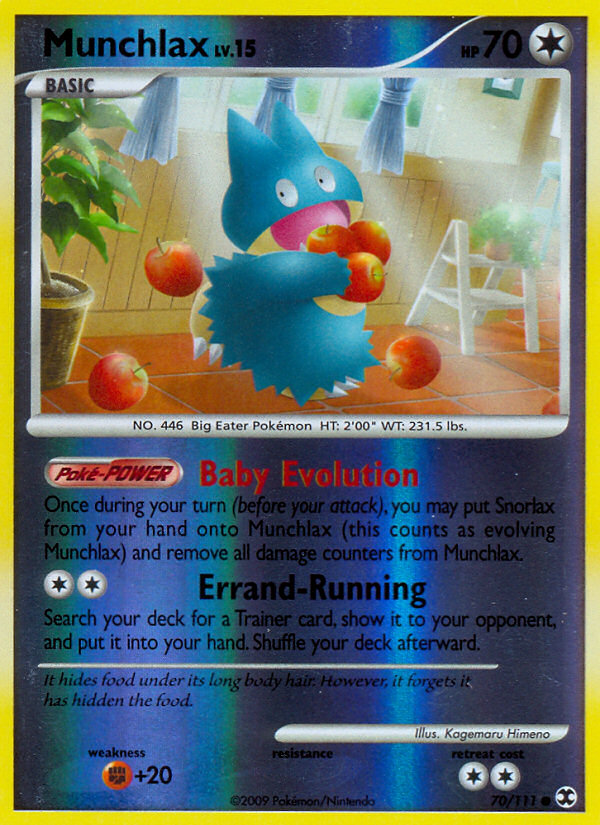 Munchlax LV.15 HP 70
BASIC
NO. 446 Big Eater Pokémon HT: 2'00" WT: 231.5 lbs.
Poké-POWER Baby Evolution
Once during your turn (before your attack), you may put Snorlax
from your hand onto Munchlax (this counts as evolving
Munchlax) and remove all damage counters from Munchlax.
Errand-Running
Search your deck for a Trainer card, show it to your opponent,
and put it into your hand. Shuffle your deck afterward.
It hides food under its long body hair. However, it forgets it
has hidden the food.
Illus. Kagemaru Himeno
weakness resistance retreat cost
+20
©2009 Pokémon/Nintendo 70/111